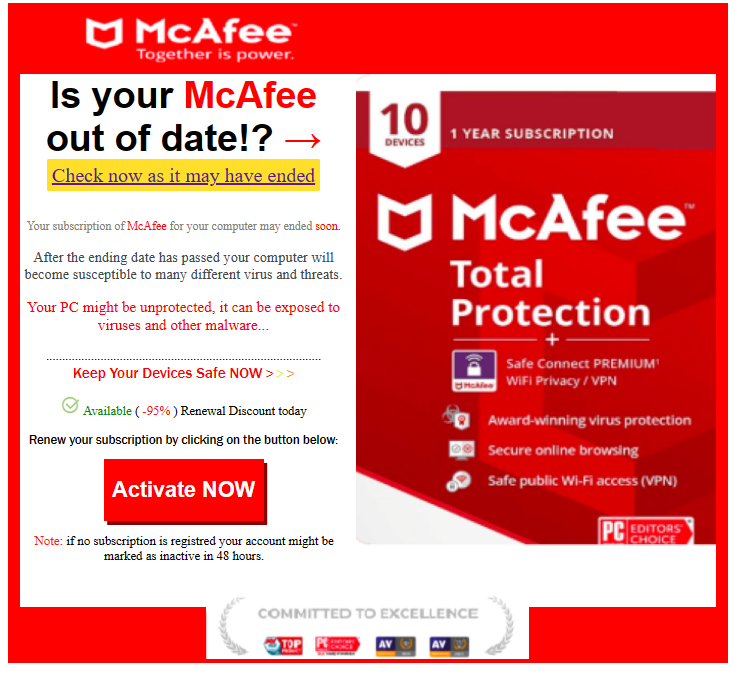 McAfee™
Together is power.
Is your McAfee
out of date!? →
Check now as it may have ended
Your subscription of McAfee for your computer may ended soon.
After the ending date has passed your computer will
become susceptible to many different virus and threats.
Your PC might be unprotected, it can be exposed to
viruses and other malware...
Keep Your Devices Safe NOW >>>
Available ( -95% ) Renewal Discount today
Renew your subscription by clicking on the button below:
Activate NOW
Note: if no subscription is registred your account might be
marked as inactive in 48 hours.
10
DEVICES
1 YEAR SUBSCRIPTION
McAfee™
Total
Protection
+
McAfee
Safe Connect PREMIUM¹
WiFi Privacy / VPN
Award-winning virus protection
Secure online browsing
Safe public Wi-Fi access (VPN)
PC EDITORS'
CHOICE
COMMITTED TO EXCELLENCE
TOP
PC
AV
AV